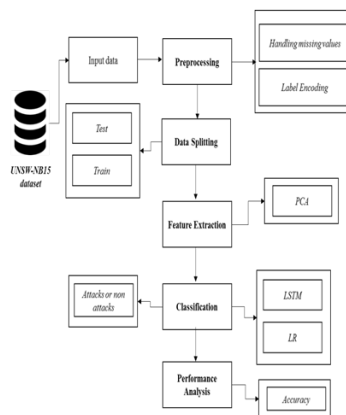 Input data
Preprocessing
Handling missing values
Label Encoding
UNSW-NB15
dataset
Test
Train
Data Splitting
Feature Extraction
PCA
Attacks or non
attacks
Classification
LSTM
LR
Performance
Analysis
Accuracy